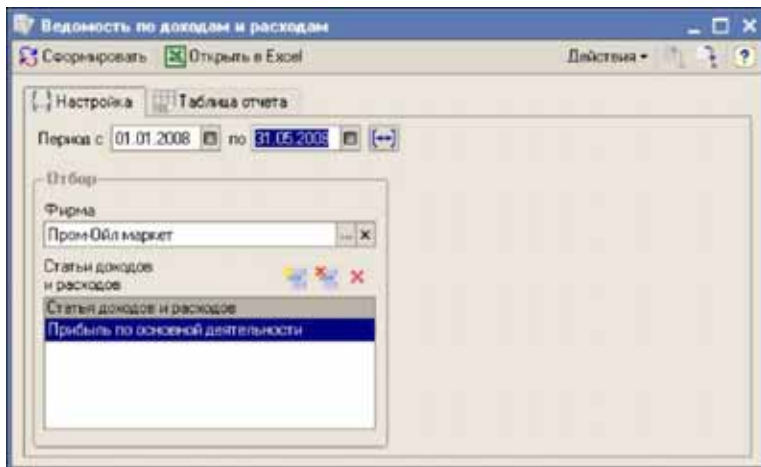 Ведомость по доходам и расходам
Сформировать Открыть в Excel Действия ?
Настройка Таблица отчета
Период с 01.01.2008 по 31.05.2008
Отбор
Фирма
Пром-Ойл маркет ... x
Статьи доходов
и расходов
Статья доходов и расходов
Прибыль по основной деятельности